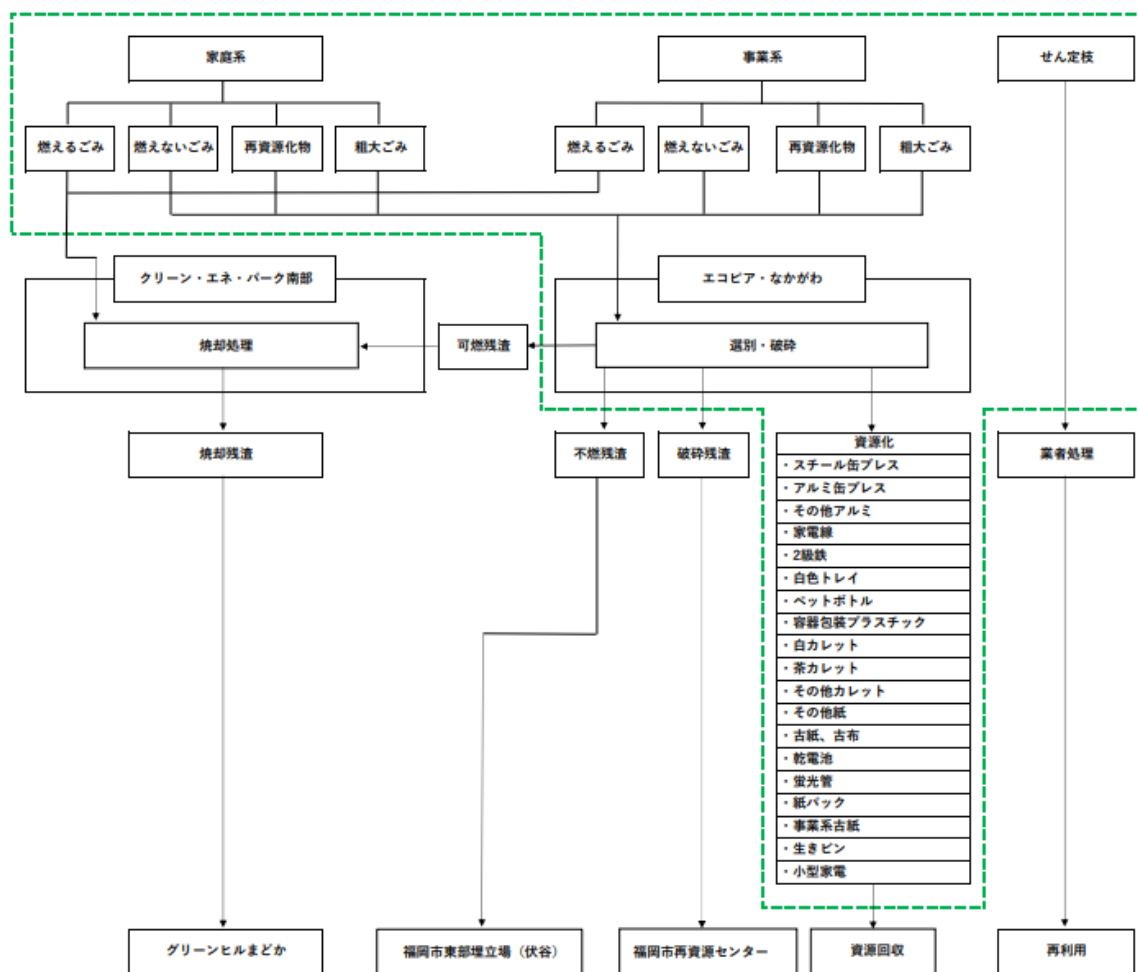 家庭系
事業系
せん定枝
燃えるごみ
燃えないごみ
再資源化物
粗大ごみ
燃えるごみ
燃えないごみ
再資源化物
粗大ごみ
クリーン・エネ・パーク南部
エコピア・なかがわ
焼却処理
可燃残渣
選別・破砕
焼却残渣
不燃残渣
破砕残渣
資源化
・スチール缶プレス
・アルミ缶プレス
・その他アルミ
・家電線
・2級鉄
・白色トレイ
・ペットボトル
・容器包装プラスチック
・白カレット
・茶カレット
・その他カレット
・その他紙
・古紙、古布
・乾電池
・蛍光管
・紙パック
・事業系古紙
・生きビン
・小型家電
業者処理
グリーンヒルまどか
福岡市東部埋立場（伏谷）
福岡市再資源センター
資源回収
再利用